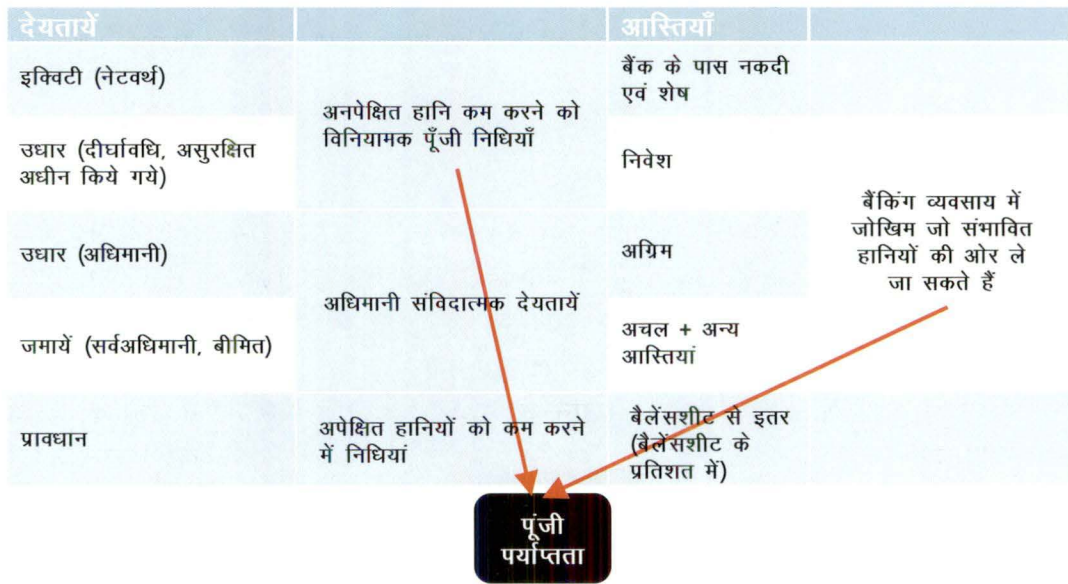 देयतायें
आस्तियाँ
इक्विटी (नेटवर्थ)
अनपेक्षित हानि कम करने को
विनियामक पूँजी निधियाँ
बैंक के पास नकदी
एवं शेष
उधार (दीर्घावधि, असुरक्षित
अधीन किये गये)
निवेश
बैंकिंग व्यवसाय में
जोखिम जो संभावित
हानियों की ओर ले
जा सकते हैं
उधार (अधिमानी)
अधिमानी संविदात्मक देयतायें
अग्रिम
जमायें (सर्वअधिमानी, बीमित)
अचल + अन्य
आस्तियां
प्रावधान
अपेक्षित हानियों को कम करने
में निधियां
बैलेंसशीट से इतर
(बैलेंसशीट के
प्रतिशत में)
पूंजी
पर्याप्तता